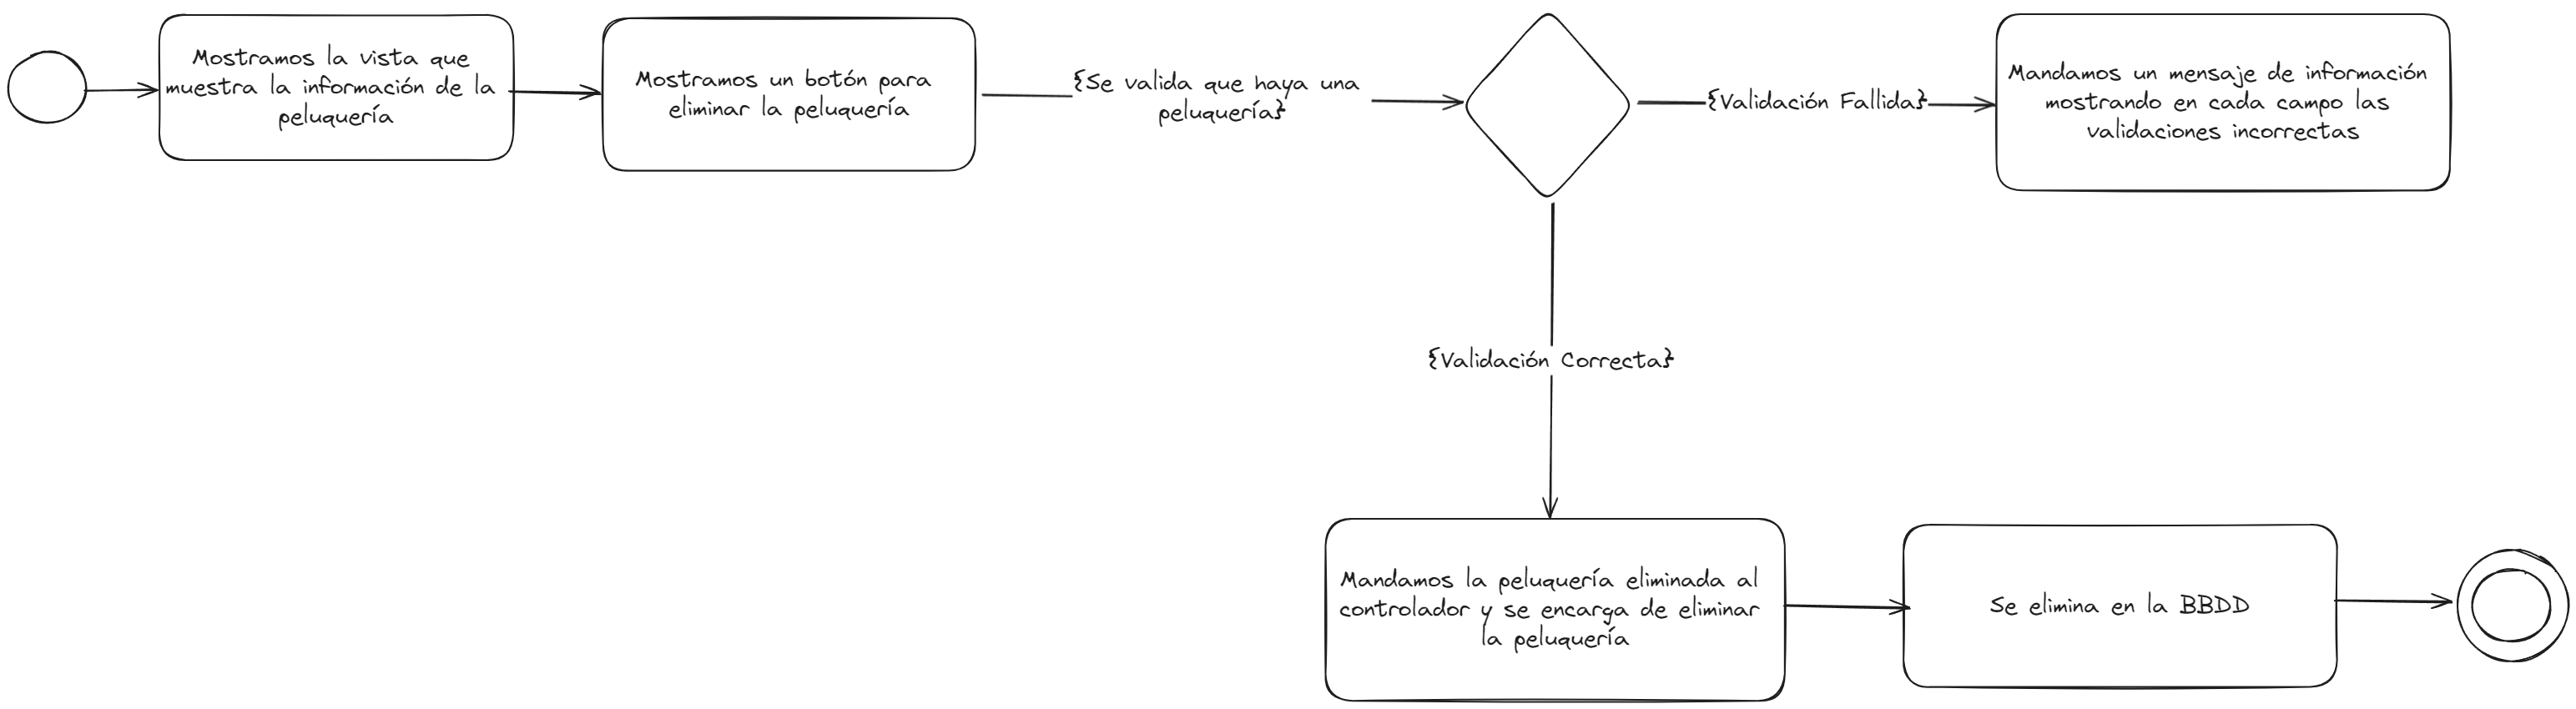 Mostramos la vista que
muestra la información de la
peluquería
Mostramos un botón para
eliminar la peluquería
{Se valida que haya una
peluquería}
{Validación Fallida}
Mandamos un mensaje de información
mostrando en cada campo las
validaciones incorrectas
{Validación Correcta}
Mandamos la peluquería eliminada al
controlador y se encarga de eliminar
la peluquería
Se elimina en la BBDD